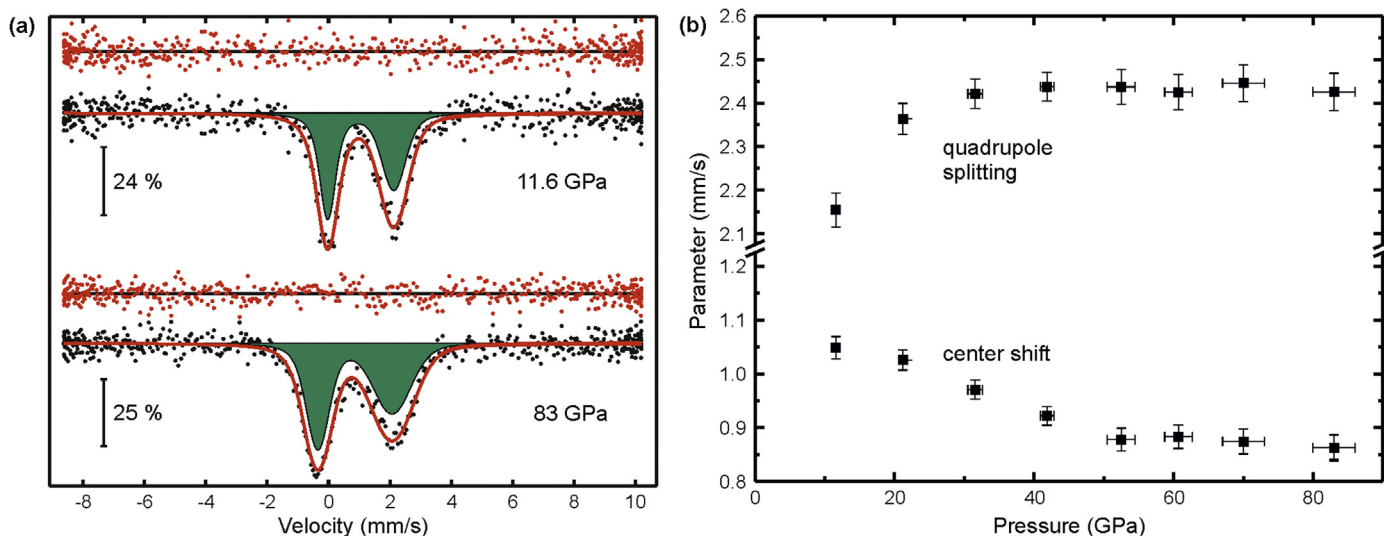 (a)
24 %
11.6 GPa
25 %
83 GPa
-8 -6 -4 -2 0 2 4 6 8 10
Velocity (mm/s)
(b)
2.6
2.5
2.4
2.3
2.2
2.1
1.2
1.1
1.0
0.9
0.8
Parameter (mm/s)
quadrupole
splitting
center shift
0 20 40 60 80
Pressure (GPa)